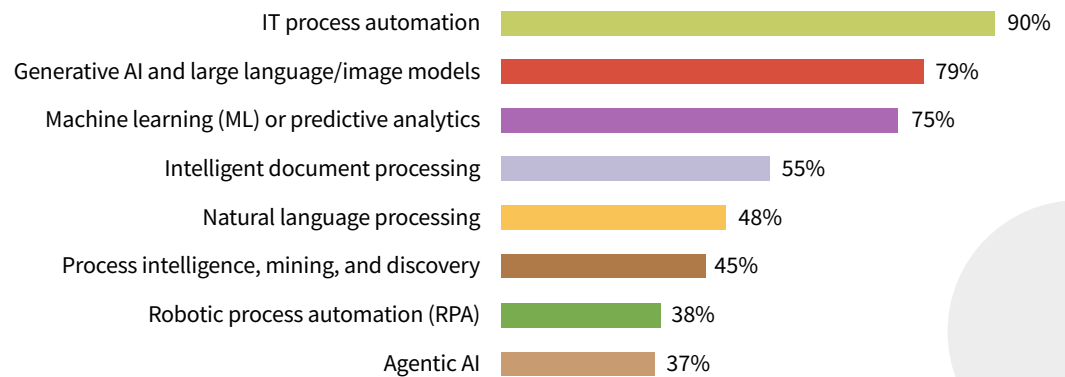 IT process automation 90%
Generative AI and large language/image models 79%
Machine learning (ML) or predictive analytics 75%
Intelligent document processing 55%
Natural language processing 48%
Process intelligence, mining, and discovery 45%
Robotic process automation (RPA) 38%
Agentic AI 37%